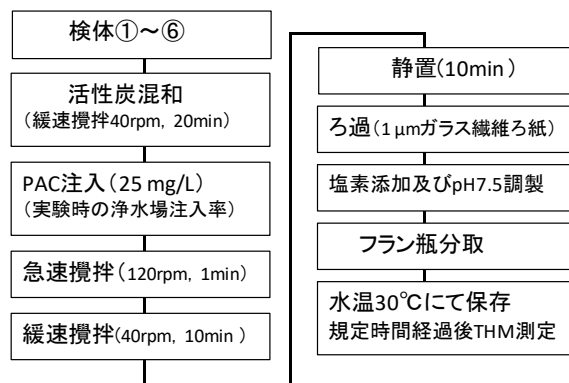 検体①～⑥
活性炭混和
(緩速攪拌40rpm, 20min)
PAC注入(25 mg/L)
(実験時の浄水場注入率)
急速攪拌(120rpm, 1min)
緩速攪拌(40rpm, 10min )
静置(10min )
ろ過(1μmガラス繊維ろ紙)
塩素添加及びpH7.5調製
フラン瓶分取
水温30℃にて保存
規定時間経過後THM測定